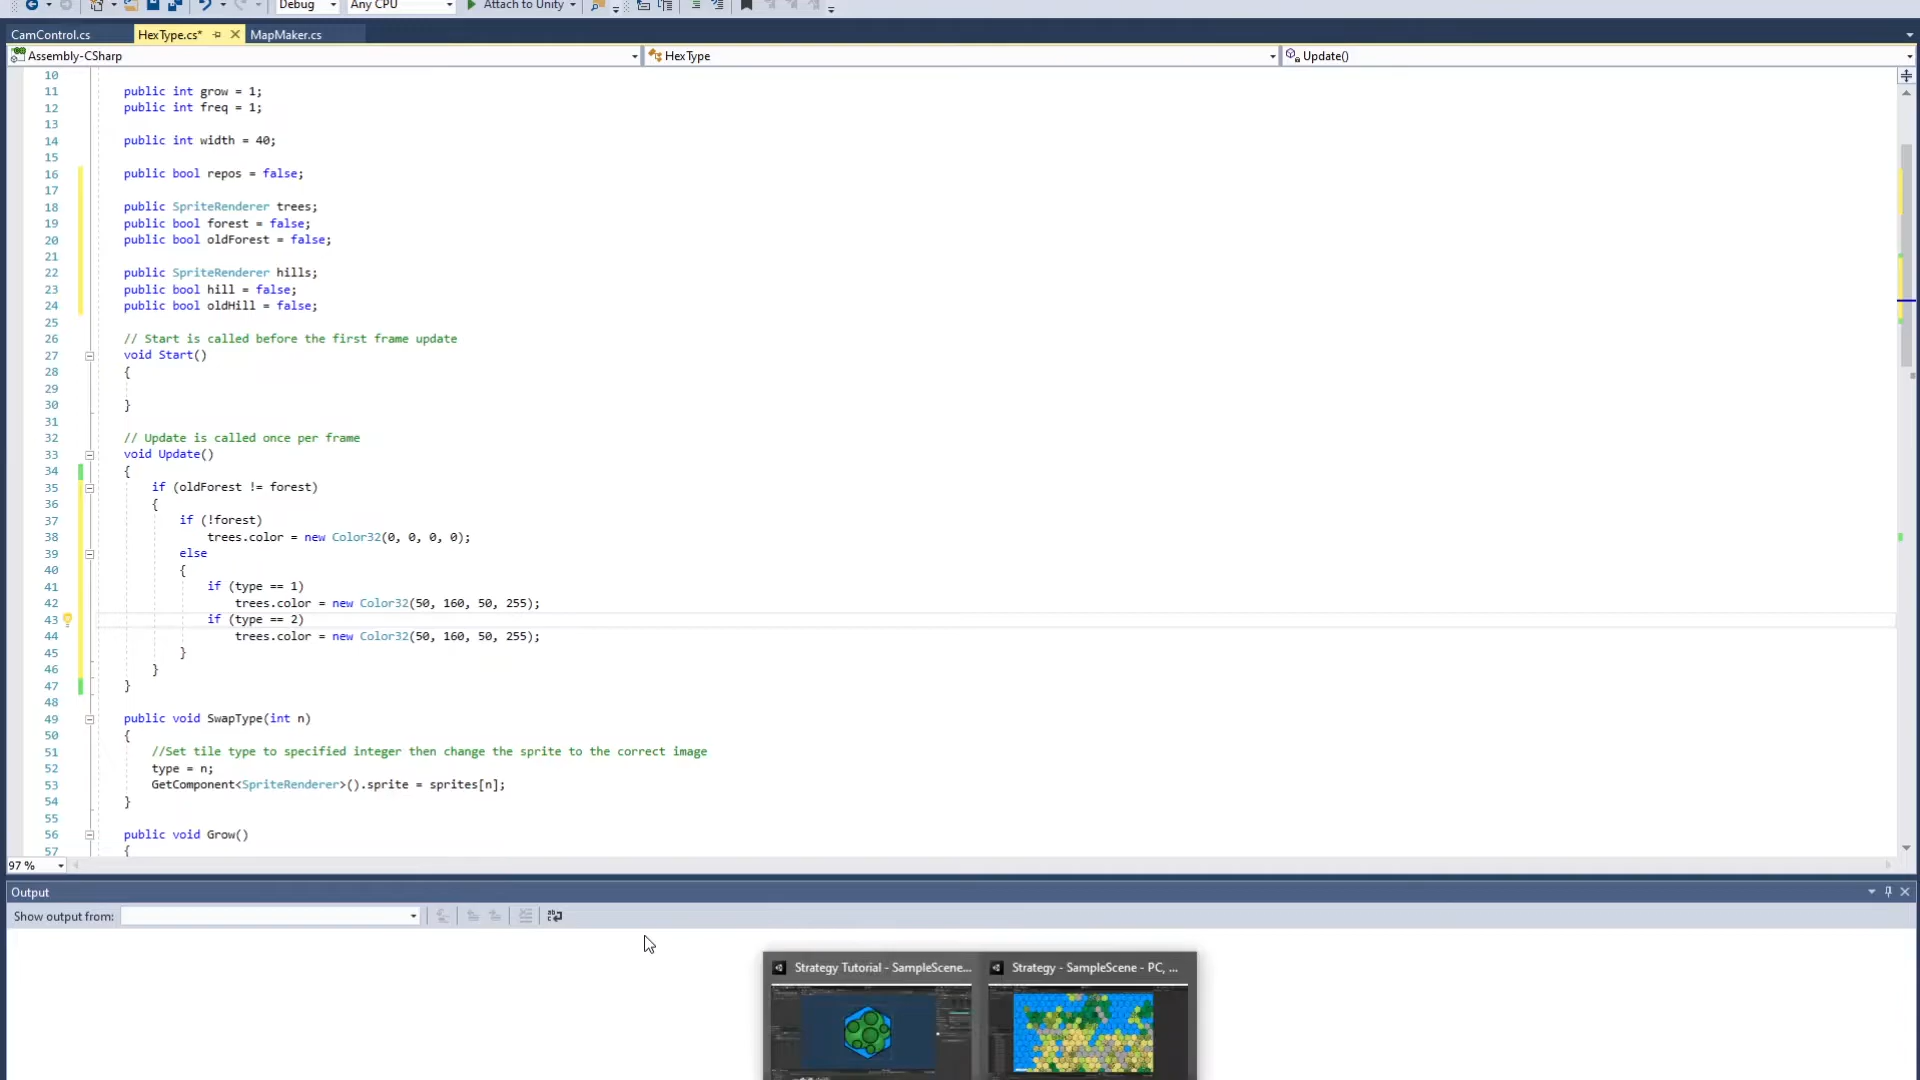 Debug Any CPU Attach to Unity
CamControl.cs HexType.cs* MapMaker.cs
Assembly-CSharp HexType Update()
10
11 public int grow = 1;
12 public int freq = 1;
13
14 public int width = 40;
15
16 public bool repos = false;
17
18 public SpriteRenderer trees;
19 public bool forest = false;
20 public bool oldForest = false;
21
22 public SpriteRenderer hills;
23 public bool hill = false;
24 public bool oldHill = false;
25
26 // Start is called before the first frame update
27 void Start()
28 {
29
30 }
31
32 // Update is called once per frame
33 void Update()
34 {
35 if (oldForest != forest)
36 {
37 if (!forest)
38 trees.color = new Color32(0, 0, 0, 0);
39 else
40 {
41 if (type == 1)
42 trees.color = new Color32(50, 160, 50, 255);
43 if (type == 2)
44 trees.color = new Color32(50, 160, 50, 255);
45 }
46 }
47 }
48
49 public void SwapType(int n)
50 {
51 //Set tile type to specified integer then change the sprite to the correct image
52 type = n;
53 GetComponent<SpriteRenderer>().sprite = sprites[n];
54 }
55
56 public void Grow()
57 {
97 %
Output
Show output from:
Strategy Tutorial - SampleScene... Strategy - SampleScene - PC, ...